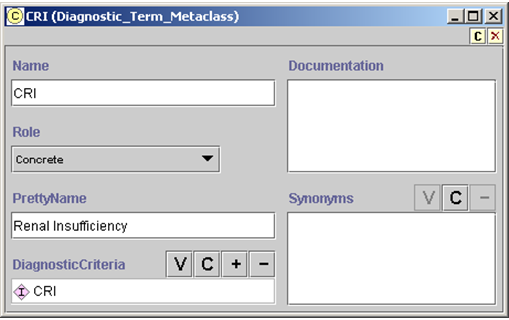 C CRI (Diagnostic_Term_Metaclass)
C
Name
CRI
Role
Concrete
PrettyName
Renal Insufficiency
DiagnosticCriteria V C + −
I CRI
Documentation
Synonyms V C −